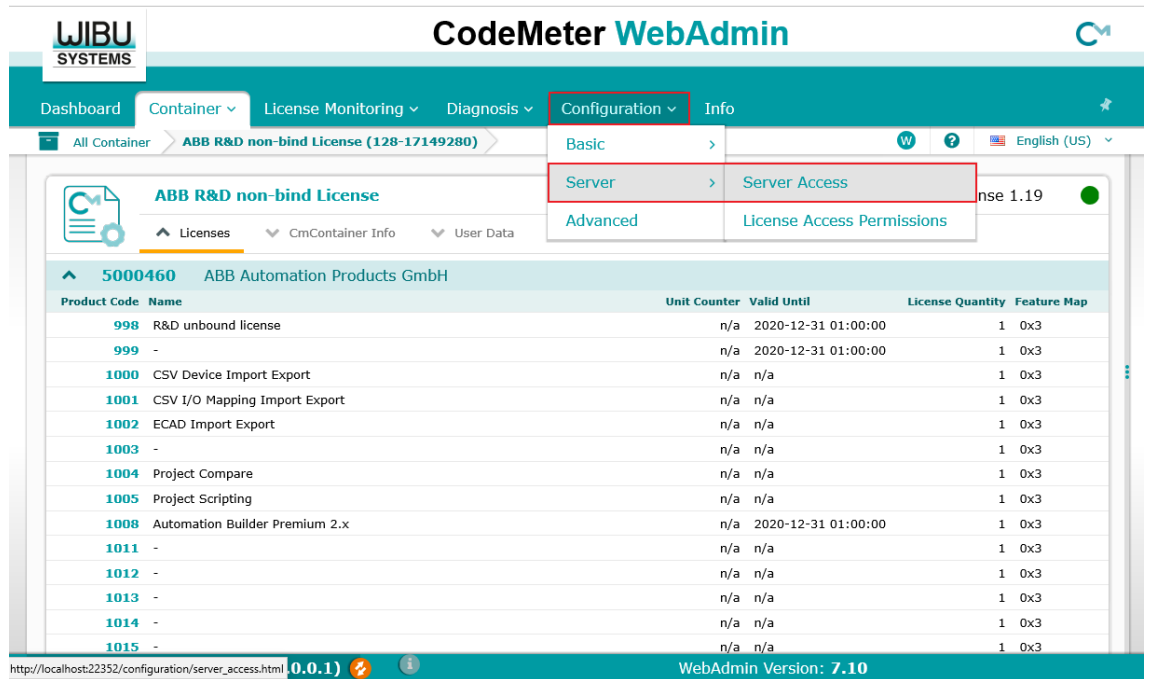 WIBU
SYSTEMS
CodeMeter WebAdmin
Dashboard Container License Monitoring Diagnosis Configuration Info
All Container ABB R&D non-bind License (128-17149280) W ? English (US)
Basic
Server Server Access
Advanced License Access Permissions
ABB R&D non-bind License nse 1.19
Licenses CmContainer Info User Data
5000460 ABB Automation Products GmbH
Product Code Name Unit Counter Valid Until License Quantity Feature Map
998 R&D unbound license n/a 2020-12-31 01:00:00 1 0x3
999 - n/a 2020-12-31 01:00:00 1 0x3
1000 CSV Device Import Export n/a n/a 1 0x3
1001 CSV I/O Mapping Import Export n/a n/a 1 0x3
1002 ECAD Import Export n/a n/a 1 0x3
1003 - n/a n/a 1 0x3
1004 Project Compare n/a n/a 1 0x3
1005 Project Scripting n/a n/a 1 0x3
1008 Automation Builder Premium 2.x n/a 2020-12-31 01:00:00 1 0x3
1011 - n/a n/a 1 0x3
1012 - n/a n/a 1 0x3
1013 - n/a n/a 1 0x3
1014 - n/a n/a 1 0x3
1015 - n/a n/a 1 0x3
http://localhost:22352/configuration/server_access.html .0.0.1) WebAdmin Version: 7.10